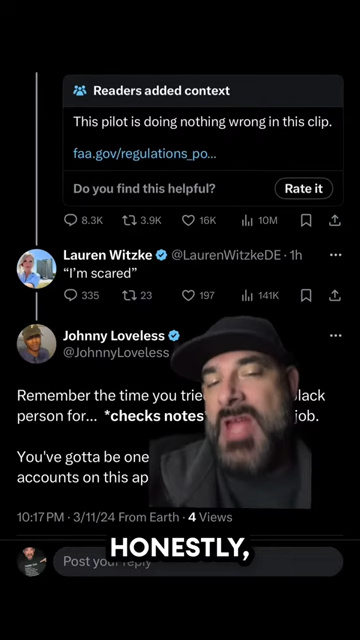 Readers added context
This pilot is doing nothing wrong in this clip.
faa.gov/regulations_po...
Do you find this helpful?
Rate it
8.3K 3.9K 16K 10M
Lauren Witzke @LaurenWitzkeDE · 1h
“I’m scared”
335 23 197 141K
Johnny Loveless
@JohnnyLoveless
Remember the time you lack
person for... *checks notes* job.
You've gotta be one
accounts on this
10:17 PM · 3/11/24 From Earth · 4 Views
HONESTLY,
Post your reply